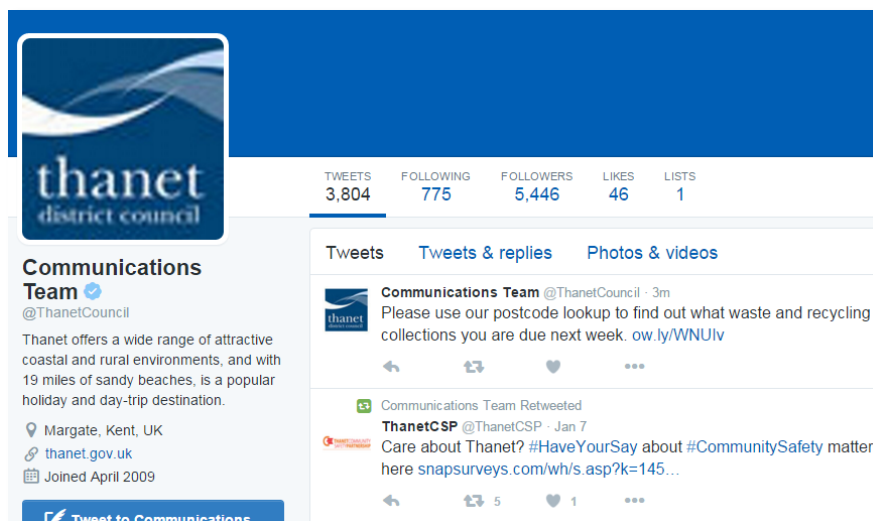 thanet
district council
TWEETS FOLLOWING FOLLOWERS LIKES LISTS
3,804 775 5,446 46 1
Communications
Team
@ThanetCouncil
Thanet offers a wide range of attractive
coastal and rural environments, and with
19 miles of sandy beaches, is a popular
holiday and day-trip destination.
Margate, Kent, UK
thanet.gov.uk
Joined April 2009
Tweet to Communications
Tweets Tweets & replies Photos & videos
thanet
Communications Team @ThanetCouncil · 3m
Please use our postcode lookup to find out what waste and recycling
collections you are due next week. ow.ly/WNUIv
Communications Team Retweeted
ThanetCSP @ThanetCSP · Jan 7
Care about Thanet? #HaveYourSay about #CommunitySafety matter
here snapsurveys.com/wh/s.asp?k=145…
5 1